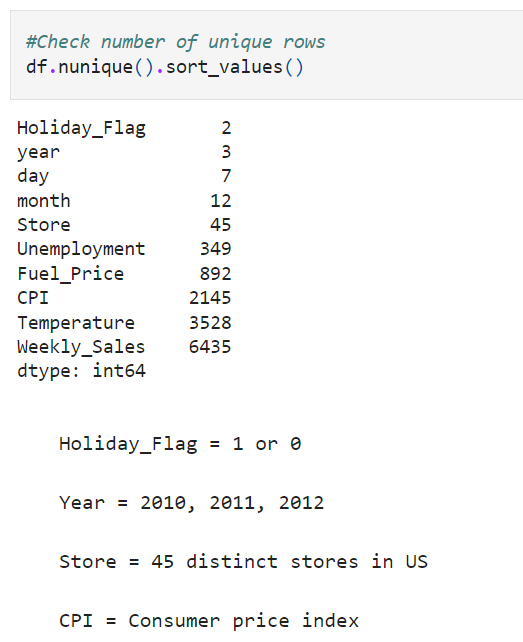 #Check number of unique rows
df.nunique().sort_values()
Holiday_Flag 2
year 3
day 7
month 12
Store 45
Unemployment 349
Fuel_Price 892
CPI 2145
Temperature 3528
Weekly_Sales 6435
dtype: int64
Holiday_Flag = 1 or 0
Year = 2010, 2011, 2012
Store = 45 distinct stores in US
CPI = Consumer price index